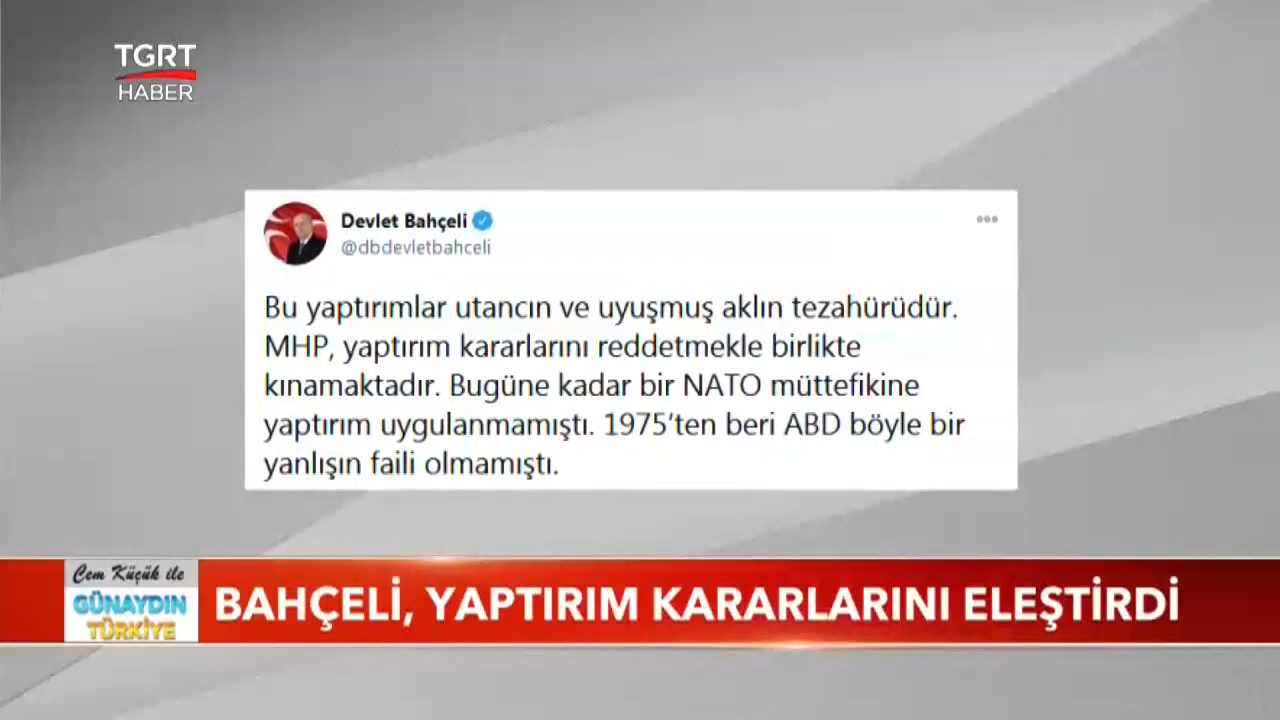 TGRT
HABER
Devlet Bahçeli
@dbdevletbahceli
Bu yaptırımlar utancın ve uyuşmuş aklın tezahürüdür.
MHP, yaptırım kararlarını reddetmekle birlikte
kınamaktadır. Bugüne kadar bir NATO müttefikine
yaptırım uygulanmamıştı. 1975'ten beri ABD böyle bir
yanlışın faili olmamıştı.
Cem Küçük ile
GÜNAYDIN
TÜRKİYE
BAHÇELİ, YAPTIRIM KARARLARINI ELEŞTİRDİ